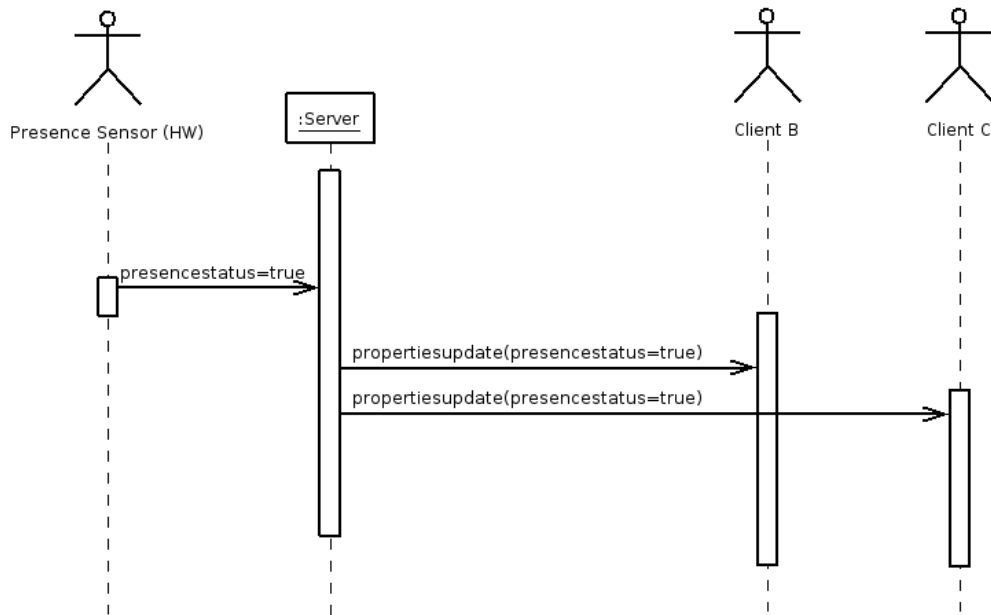 Presence Sensor (HW)
:Server
Client B
Client C
presencestatus=true
propertiesupdate(presencestatus=true)
propertiesupdate(presencestatus=true)